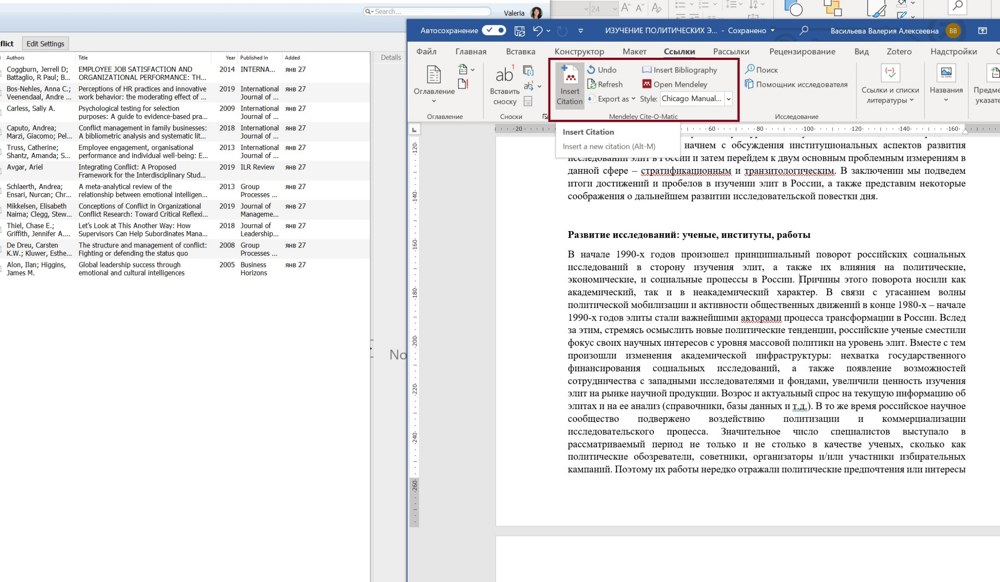 Search...
Valeria
24
Автосохранение
ИЗУЧЕНИЕ ПОЛИТИЧЕСКИХ Э... - Сохранено
Васильева Валерия Алексеевна
ВВ
flict
Edit Settings
Файл Главная Вставка Конструктор Макет Ссылки Рассылки Рецензирование Вид Zotero Надстройки
Authors Title Year Published In Added
Details
Coggburn, Jerrell D; EMPLOYEE JOB SATISFACTION AND 2014 INTERNA... янв 27
Battaglio, R Paul; B... ORGANIZATIONAL PERFORMANCE: TH...
Bos-Nehles, Anna C.; Perceptions of HR practices and innovative 2019 International янв 27
Veenendaal, Andre ... work behavior: the moderating effect of ... Journal of ...
Carless, Sally A. Psychological testing for selection 2009 International янв 27
purposes: A guide to evidence-based pra... Journal of ...
Caputo, Andrea; Conflict management in family businesses: 2018 International янв 27
Marzi, Giacomo; Pel... A bibliometric analysis and systematic lit... Journal of ...
Truss, Catherine; Employee engagement, organisational 2013 International янв 27
Shantz, Amanda; S... performance and individual well-being: E... Journal of ...
Avgar, Ariel Integrating Conflict: A Proposed 2019 ILR Review янв 27
Framework for the Interdisciplinary Stud...
Schlaerth, Andrea; A meta-analytical review of the 2013 Group янв 27
Ensari, Nurcan; Chr... relationship between emotional intelligen... Processes ...
Mikkelsen, Elisabeth Conceptions of Conflict in Organizational 2019 Journal of янв 27
Naima; Clegg, Stew... Conflict Research: Toward Critical Reflexi... Manageme...
Thiel, Chase E.; Let's Look at This Another Way: How 2018 Journal of янв 27
Griffith, Jennifer A.... Supervisors Can Help Subordinates Mana... Leadership...
De Dreu, Carsten The structure and management of conflict: 2008 Group янв 27
K.W.; Kluwer, Esthe... Fighting or defending the status quo Processes ...
Alon, Ilan; Higgins, Global leadership success through 2005 Business янв 27
James M. emotional and cultural intelligences Horizons
No
Оглавление
Оглавление
ab1
Вставить
сноску
Сноски
Insert
Citation
Undo
Refresh
Export as
Insert Bibliography
Open Mendeley
Style: Chicago Manual...
Mendeley Cite-O-Matic
Поиск
Помощник исследователя
Исследование
Ссылки и списки
литературы
Названия
Предме
указате
20 60 80 100 120 140 160
120
140
160
180
200
220
240
260
Insert Citation
Insert a new citation (Alt-M)
начнем с обсуждения институциональных аспектов развития
исследований элит в России и затем перейдем к двум основным проблемным измерениям в
данной сфере – стратификационным и транзитологическим. В заключении мы подведем
итоги достижений и пробелов в изучении элит в России, а также представим некоторые
соображения о дальнейшем развитии исследовательской повестки дня.
Развитие исследований: ученые, институты, работы
В начале 1990-х годов произошел принципиальный поворот российских социальных
исследований в сторону изучения элит, а также их влияния на политические,
экономические, и социальные процессы в России. Причины этого поворота носили как
академический, так и в неакадемический характер. В связи с угасанием волны
политической мобилизации и активности общественных движений в конце 1980-х – начале
1990-х годов элиты стали важнейшими акторами процесса трансформации в России. Вслед
за этим, стремясь осмыслить новые политические тенденции, российские ученые сместили
фокус своих научных интересов с уровня массовой политики на уровень элит. Вместе с тем
произошли изменения академической инфраструктуры: нехватка государственного
финансирования социальных исследований, а также появление возможностей
сотрудничества с западными исследователями и фондами, увеличили ценность изучения
элит на рынке научной продукции. Возрос и актуальный спрос на текущую информацию об
элитах и на ее анализ (справочники, базы данных и т.д.). В то же время российское научное
сообщество подвержено воздействию политизации и коммерциализации
исследовательского процесса. Значительное число специалистов выступало в
рассматриваемый период не только и не столько в качестве ученых, сколько как
политические обозреватели, советники, организаторы и/или участники избирательных
кампаний. Поэтому их работы нередко отражали политические предпочтения или интересы